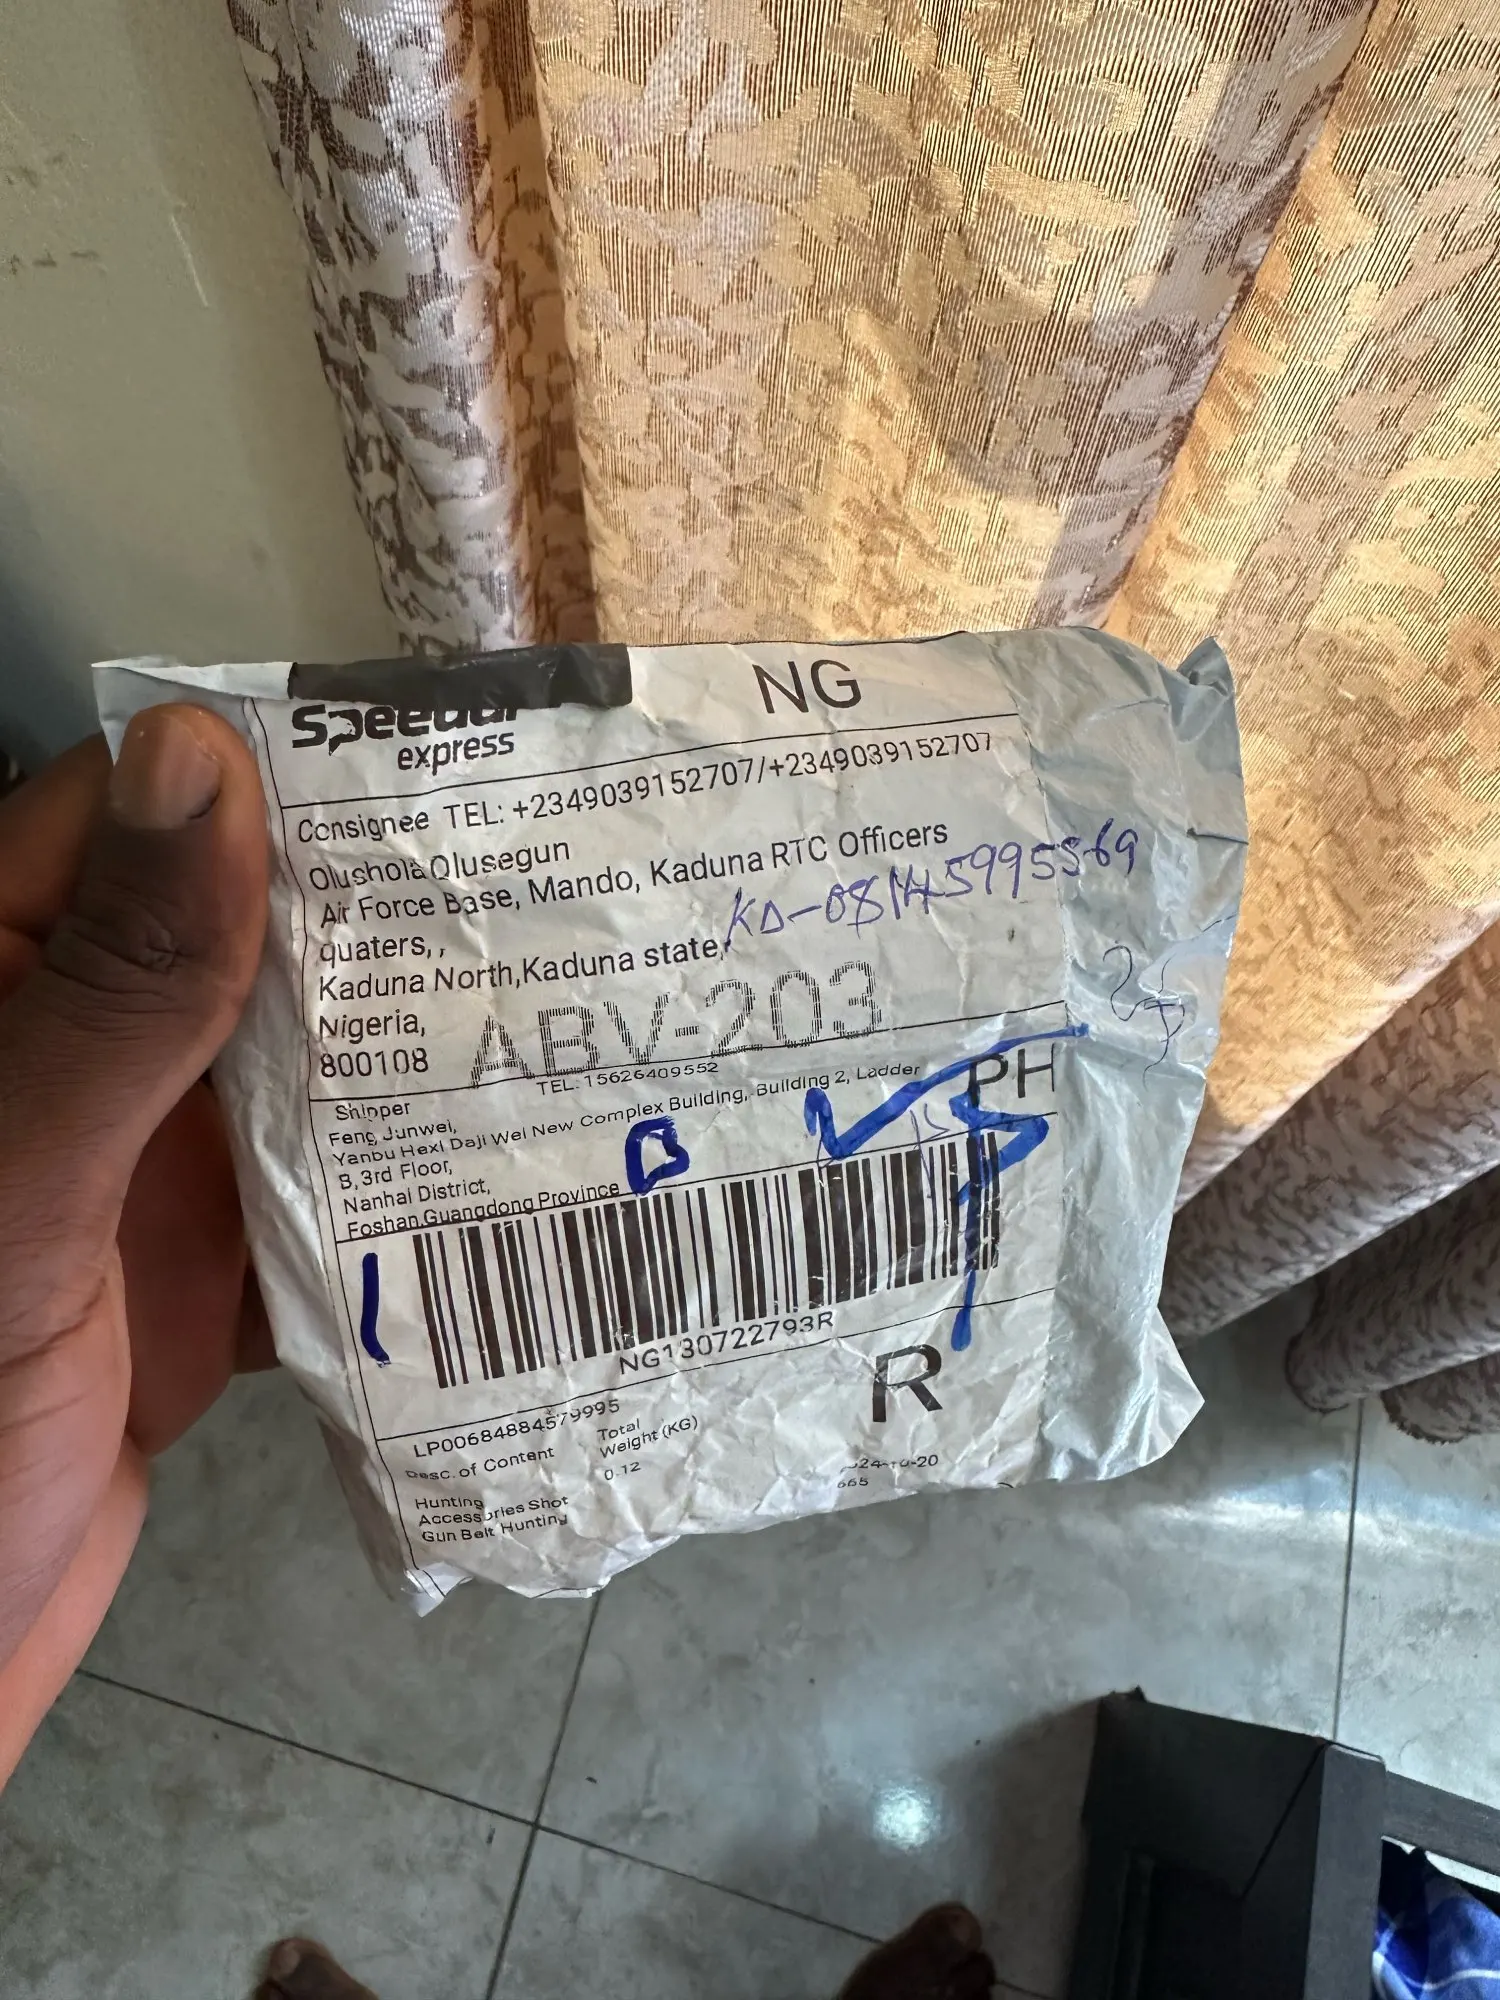 NG
express
Consignee TEL: +2349039152707/+2349039152707
Olushola Olusegun
Air Force Base, Mando, Kaduna RTC Officers
quaters, ,
KD-08145995569
Kaduna North,Kaduna state,
Nigeria,
800108
ABV-203
TEL:15626409552
PH
Shipper
Feng Junwei,
Yanbu Hexi Daji Wei New Complex Building, Building 2, Ladder
B,3rd Floor,
Nanhai District,
Foshan,Guangdong Province
B
NG130722793R
R
LP00684884579995
Desc. of Content
Total
Weight (KG)
0.12
Hunting
Accessories Shot
Gun Belt Hunting
24-10-20